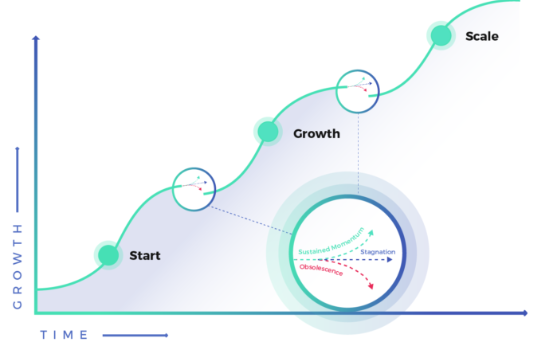 Scale
Growth
Start
Sustained Momentum
Stagnation
Obsolescence
GROWTH
TIME